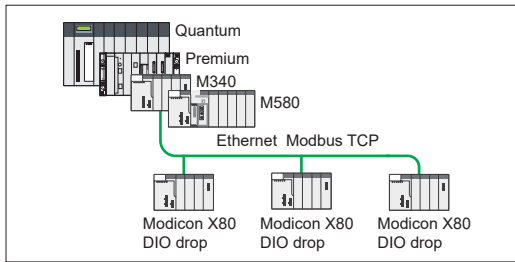 Quantum
Premium
M340
M580
Ethernet Modbus TCP
Modicon X80
DIO drop
Modicon X80
DIO drop
Modicon X80
DIO drop